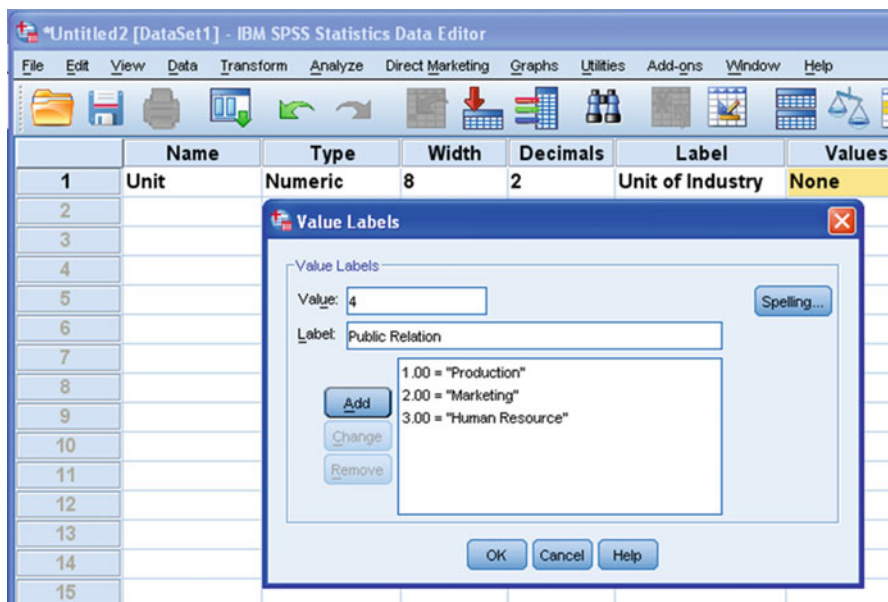 *Untitled2 [DataSet1] - IBM SPSS Statistics Data Editor
File Edit View Data Transform Analyze Direct Marketing Graphs Utilities Add-ons Window Help
Name Type Width Decimals Label Values
1 Unit Numeric 8 2 Unit of Industry None
2
3
4
5
6
7
8
9
10
11
12
13
14
15
Value Labels
Value Labels
Value: 4
Spelling...
Label: Public Relation
1.00 = "Production"
2.00 = "Marketing"
3.00 = "Human Resource"
Add
Change
Remove
OK Cancel Help